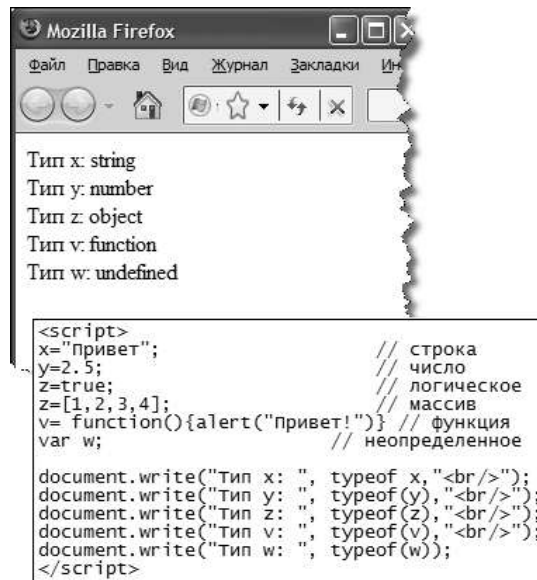 Mozilla Firefox
Файл Правка Вид Журнал Закладки
Тип x: string
Тип y: number
Тип z: object
Тип v: function
Тип w: undefined
<script>
x="Привет"; // строка
y=2.5; // число
z=true; // логическое
z=[1,2,3,4]; // массив
v= function(){alert("Привет!")} // функция
var w; // неопределенное
document.write("Тип x: ", typeof x,"<br/>");
document.write("Тип y: ", typeof(y),"<br/>");
document.write("Тип z: ", typeof(z),"<br/>");
document.write("Тип v: ", typeof(v),"<br/>");
document.write("Тип w: ", typeof(w));
</script>